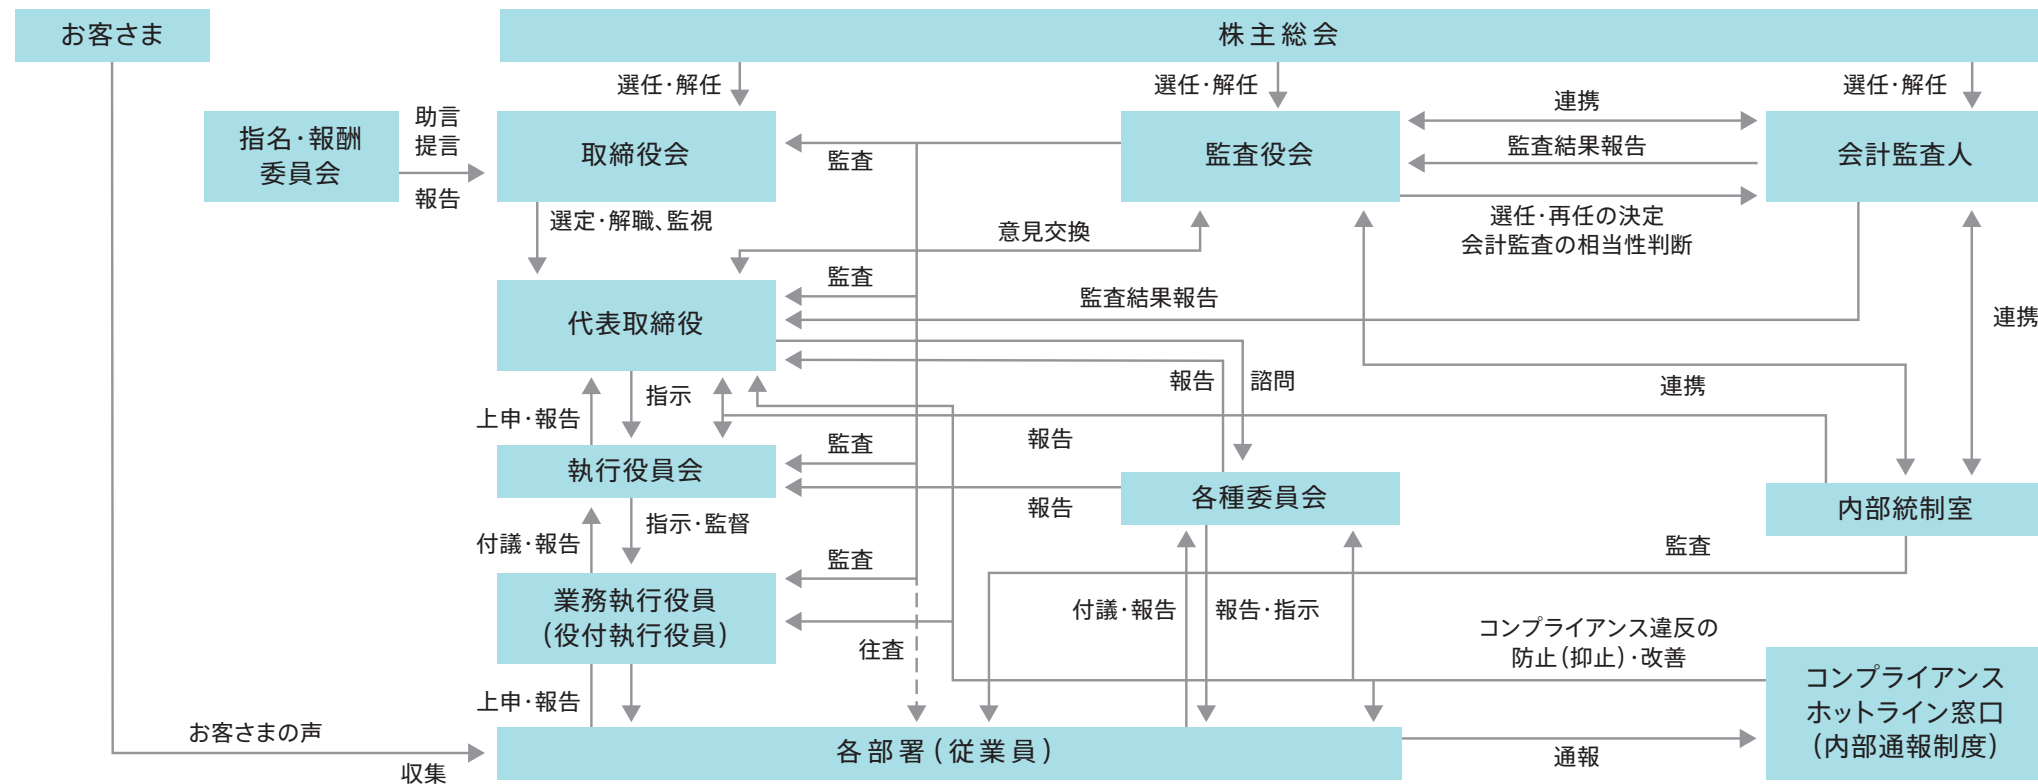 お客さま
株主総会
選任・解任
選任・解任
選任・解任
指名・報酬
委員会
助言
提言
報告
取締役会
監査
監査役会
連携
監査結果報告
選任・再任の決定
会計監査の相当性判断
会計監査人
選定・解職、監視
意見交換
監査
監査結果報告
連携
代表取締役
報告
諮問
連携
指示
上申・報告
監査
報告
執行役員会
報告
各種委員会
内部統制室
指示・監督
付議・報告
監査
監査
業務執行役員
(役付執行役員)
往査
付議・報告
報告・指示
コンプライアンス違反の
防止(抑止)・改善
上申・報告
コンプライアンス
ホットライン窓口
(内部通報制度)
お客さまの声
収集
各部署(従業員)
通報